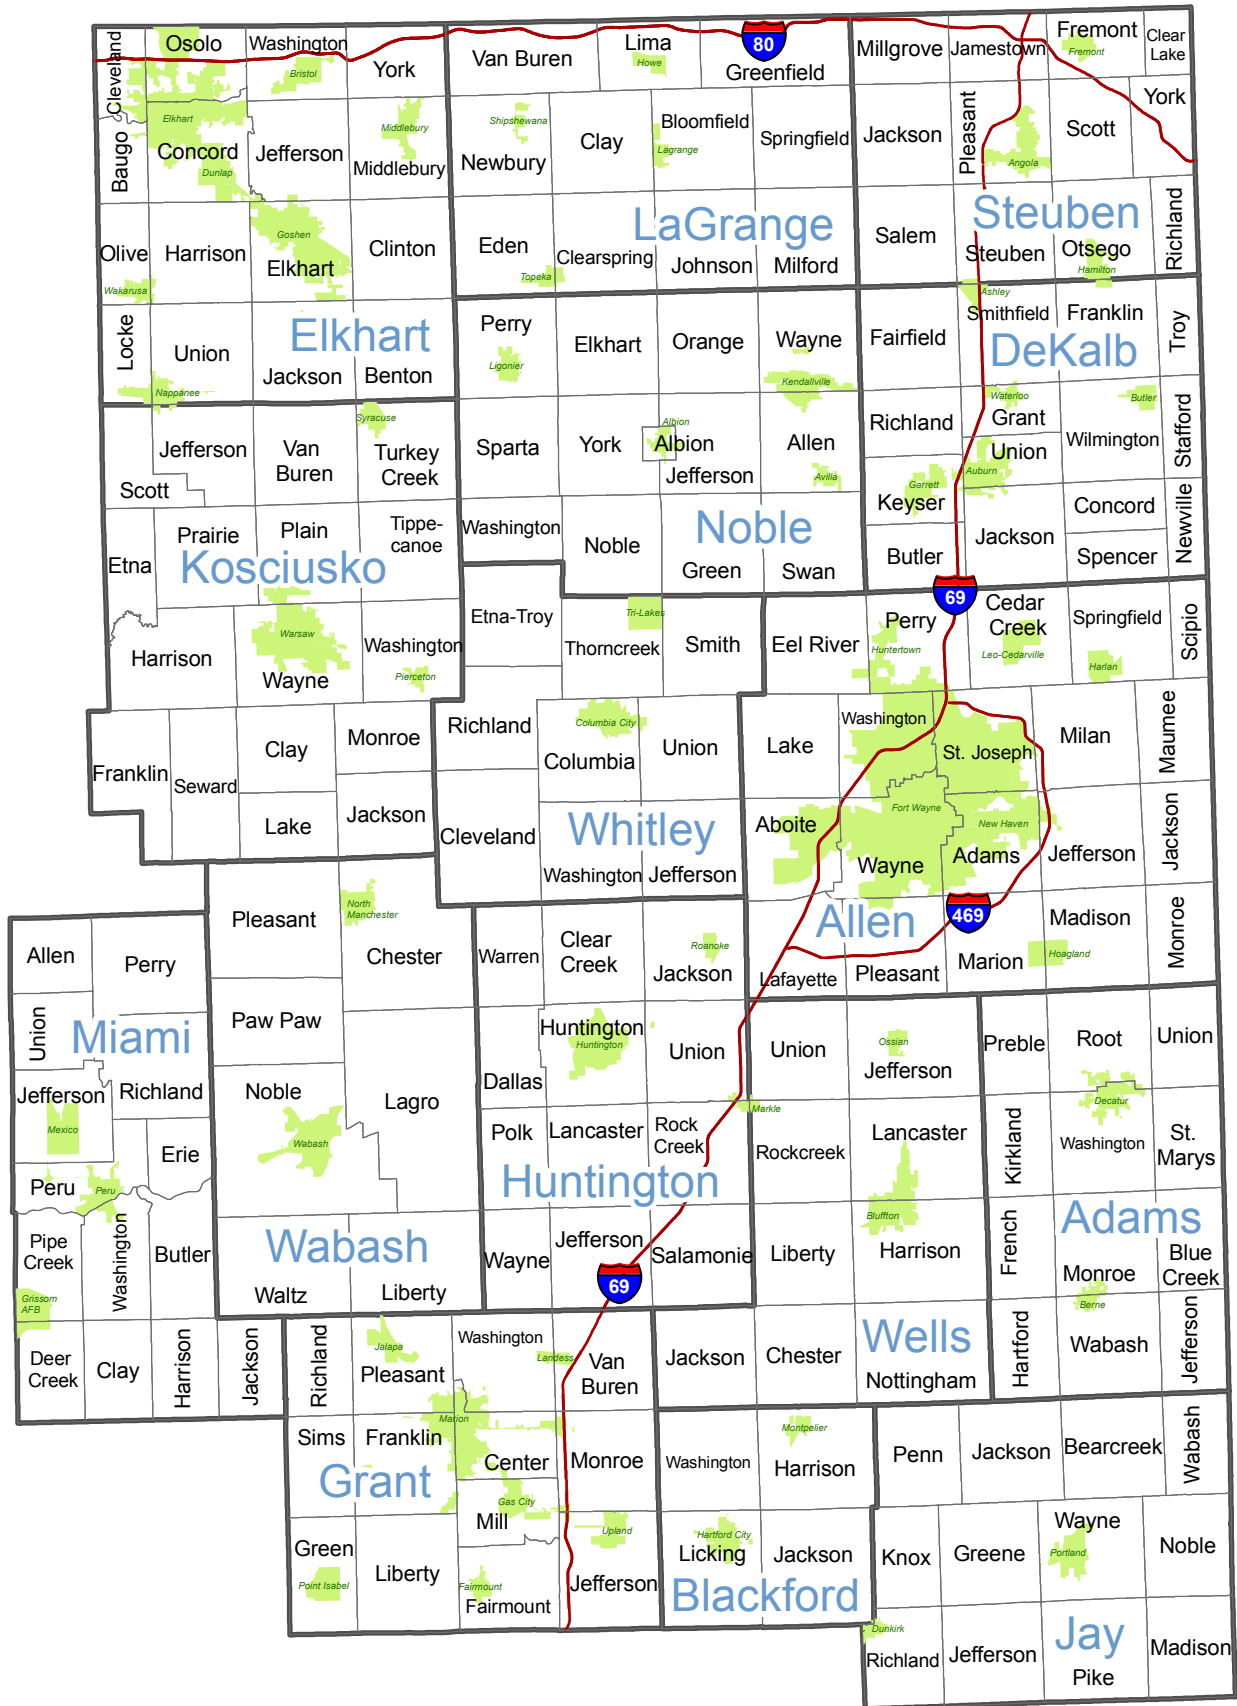 Cleveland
Osolo
Washington
Bristol
York
Elkhart
Baugo
Concord
Dunlap
Jefferson
Middlebury
Middlebury
Olive
Wakarusa
Harrison
Goshen
Elkhart
Clinton
Locke
Union
Nappanee
Elkhart
Jackson
Benton
Van Buren
Lima
Howe
80
Greenfield
Shipshewana
Newbury
Clay
Bloomfield
Lagrange
Springfield
LaGrange
Eden
Topeka
Clearspring
Johnson
Milford
Millgrove
Jamestown
Fremont
Fremont
Clear
Lake
Jackson
Pleasant
Angola
Scott
York
Steuben
Salem
Steuben
Otsego
Hamilton
Richland
Perry
Ligonier
Elkhart
Orange
Wayne
Kendallville
Sparta
York
Albion
Albion
Jefferson
Allen
Avilla
Washington
Noble
Noble
Green
Swan
Fairfield
Ashley
Smithfield
Franklin
Troy
DeKalb
Richland
Waterloo
Grant
Butler
Wilmington
Stafford
Union
Auburn
Garrett
Keyser
Jackson
Concord
Newville
Butler
Spencer
69
Jefferson
Van
Buren
Syracuse
Turkey
Creek
Scott
Etna
Prairie
Plain
Tippe-
canoe
Kosciusko
Harrison
Warsaw
Wayne
Washington
Pierceton
Franklin
Seward
Clay
Monroe
Lake
Jackson
Etna-Troy
Tri-Lakes
Thorncreek
Smith
Richland
Columbia City
Columbia
Union
Cleveland
Whitley
Washington
Jefferson
Eel River
Perry
Huntertown
Cedar
Creek
Leo-Cedarville
Springfield
Harlan
Scipio
Lake
Washington
St. Joseph
Milan
Maumee
Aboite
Fort Wayne
Wayne
New Haven
Adams
Jefferson
Jackson
Allen
469
Madison
Monroe
Lafayette
Pleasant
Marion
Hoagland
Pleasant
North
Manchester
Chester
Paw Paw
Noble
Wabash
Lagro
Wabash
Waltz
Liberty
Allen
Perry
Union
Miami
Jefferson
Mexico
Richland
Erie
Peru
Peru
Pipe
Creek
Washington
Butler
Grissom
AFB
Deer
Creek
Clay
Harrison
Jackson
Warren
Clear
Creek
Roanoke
Jackson
Huntington
Huntington
Union
Dallas
Polk
Lancaster
Rock
Creek
Markle
Huntington
Wayne
Jefferson
Salamonie
69
Union
Ossian
Jefferson
Rockcreek
Lancaster
Bluffton
Liberty
Harrison
Wells
Jackson
Chester
Nottingham
Preble
Root
Union
Decatur
Kirkland
Washington
St.
Marys
French
Adams
Monroe
Berne
Blue
Creek
Hartford
Wabash
Jefferson
Richland
Jalapa
Pleasant
Washington
Landess
Van
Buren
Sims
Franklin
Marion
Center
Monroe
Grant
Gas City
Mill
Upland
Green
Point Isabel
Liberty
Fairmount
Fairmount
Jefferson
Washington
Montpelier
Harrison
Hartford City
Licking
Jackson
Blackford
Penn
Jackson
Bearcreek
Wabash
Knox
Greene
Wayne
Portland
Noble
Dunkirk
Richland
Jefferson
Jay
Pike
Madison